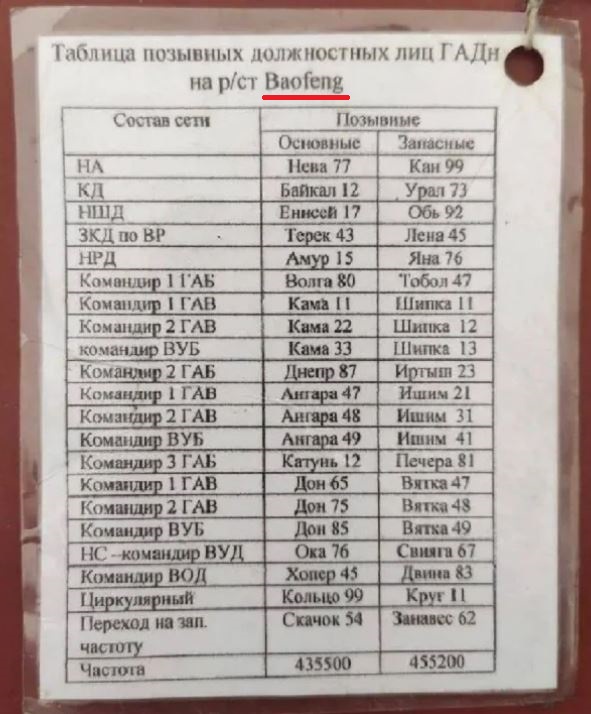 Таблица позывных должностных лиц ГАДн
на р/ст Baofeng
Состав сети Позывные
Основные Запасные
НА Нева 77 Кан 99
КД Байкал 12 Урал 73
НШД Енисей 17 Обь 92
ЗКД по ВР Терек 43 Лена 45
НРД Амур 15 Яна 76
Командир 1 ГАБ Волга 80 Тобол 47
Командир 1 ГАВ Кама 11 Шипка 11
Командир 2 ГАВ Кама 22 Шипка 12
командир ВУБ Кама 33 Шипка 13
Командир 2 ГАБ Днепр 87 Иртыш 23
Командир 1 ГАВ Ангара 47 Ишим 21
Командир 2 ГАВ Ангара 48 Ишим 31
Командир ВУБ Ангара 49 Ишим 41
Командир 3 ГАБ Катунь 12 Печера 81
Командир 1 ГАВ Дон 65 Вятка 47
Командир 2 ГАВ Дон 75 Вятка 48
Командир ВУБ Дон 85 Вятка 49
НС –командир ВУД Ока 76 Свияга 67
Командир ВОД Хопер 45 Двина 83
Циркулярный Кольцо 99 Круг 11
Переход на зап. Скачок 54 Занавес 62
частоту
Частота 435500 455200